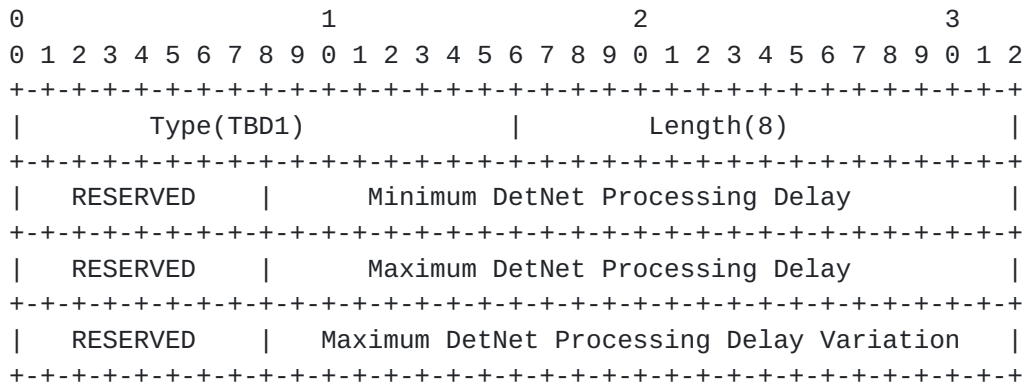 0                   1                   2                   3
0 1 2 3 4 5 6 7 8 9 0 1 2 3 4 5 6 7 8 9 0 1 2 3 4 5 6 7 8 9 0 1 2
+-+-+-+-+-+-+-+-+-+-+-+-+-+-+-+-+-+-+-+-+-+-+-+-+-+-+-+-+-+-+-+-+
|        Type(TBD1)             |        Length(8)              |
+-+-+-+-+-+-+-+-+-+-+-+-+-+-+-+-+-+-+-+-+-+-+-+-+-+-+-+-+-+-+-+-+
|   RESERVED    |      Minimum DetNet Processing Delay          |
+-+-+-+-+-+-+-+-+-+-+-+-+-+-+-+-+-+-+-+-+-+-+-+-+-+-+-+-+-+-+-+-+
|   RESERVED    |      Maximum DetNet Processing Delay          |
+-+-+-+-+-+-+-+-+-+-+-+-+-+-+-+-+-+-+-+-+-+-+-+-+-+-+-+-+-+-+-+-+
|   RESERVED    |   Maximum DetNet Processing Delay Variation   |
+-+-+-+-+-+-+-+-+-+-+-+-+-+-+-+-+-+-+-+-+-+-+-+-+-+-+-+-+-+-+-+-+